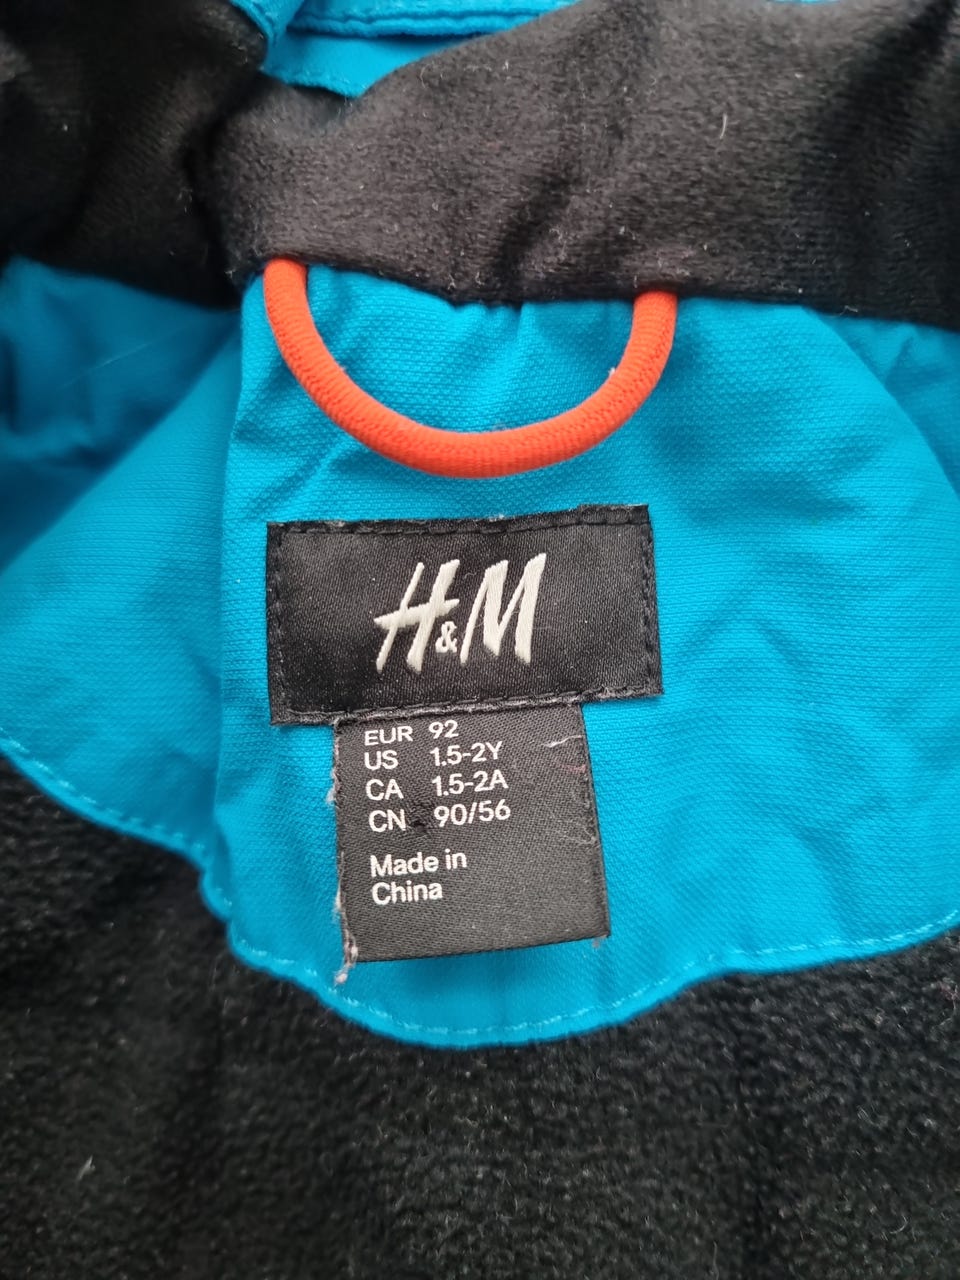 H&M
EUR 92
US 1.5-2Y
CA 1.5-2A
CN 90/56
Made in
China